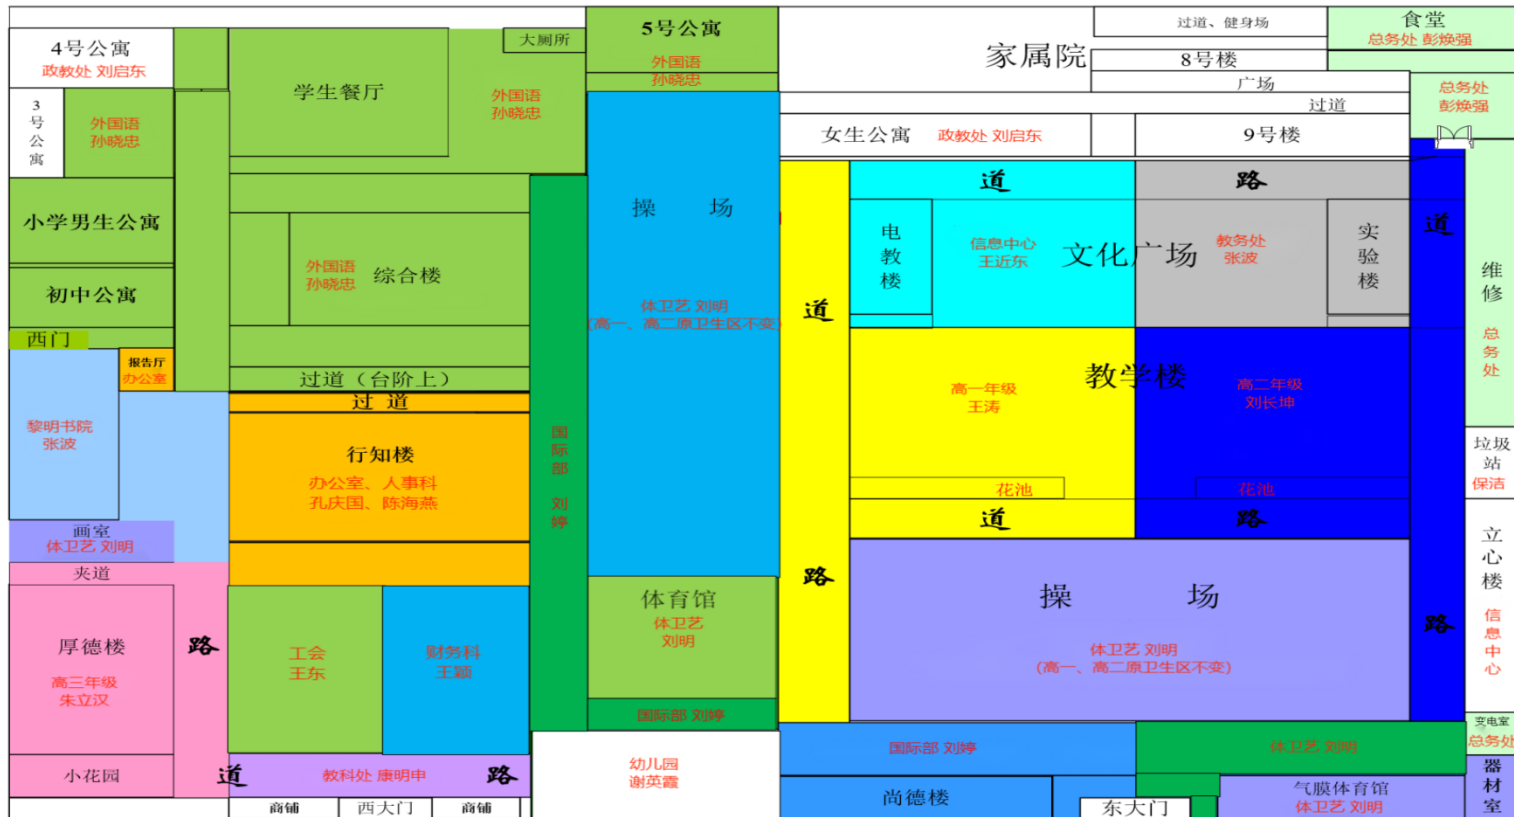 4号公寓
政教处 刘启东
3号公寓
外国语
孙晓忠
小学男生公寓
初中公寓
西门
报告厅
办公室
黎明书院
张波
画室
体卫艺 刘明
夹道
厚德楼
高三年级
朱立汉
小花园
路
道
学生餐厅
大厕所
外国语
孙晓忠
外国语
孙晓忠
综合楼
过道（台阶上）
过 道
行知楼
办公室、人事科
孔庆国、陈海燕
工会
王东
财务科
王颖
教科处 康明申
路
商铺
西大门
商铺
国际部 刘婷
5号公寓
外国语
孙晓忠
操 场
体卫艺 刘明
(高一、高二原卫生区不变)
体育馆
体卫艺
刘明
国际部 刘婷
幼儿园
谢英霞
家属院
过道、健身场
8号楼
广场
过道
食堂
总务处 彭焕强
总务处
彭焕强
女生公寓 政教处 刘启东
9号楼
道 路
道
路
电教楼
信息中心
王近东
文化广场
教务处
张波
实验楼
道
路
维修 总务处
教学楼
高一年级
王涛
高二年级
刘长坤
花池
花池
道 路
垃圾站
保洁
操 场
体卫艺 刘明
(高一、高二原卫生区不变)
立心楼 信息中心
国际部 刘婷
体卫艺 刘明
变电室
总务处
尚德楼
东大门
气膜体育馆
体卫艺 刘明
器材室